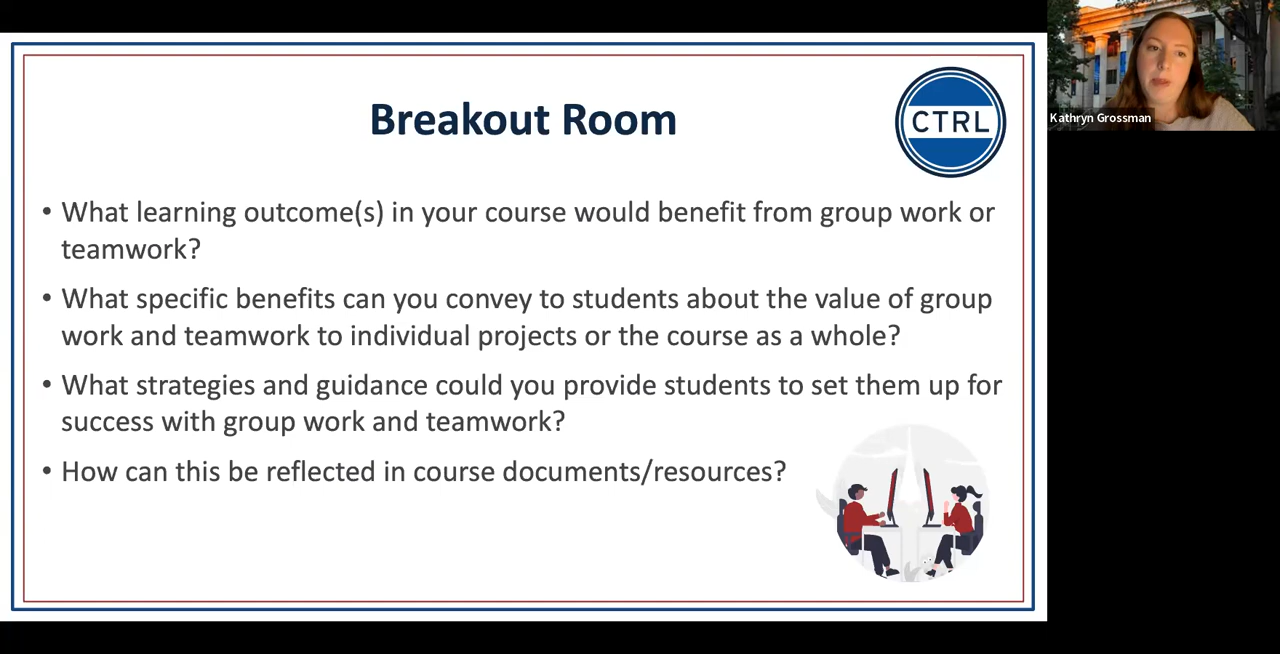 Breakout Room
CTRL
Kathryn Grossman
• What learning outcome(s) in your course would benefit from group work or
teamwork?
• What specific benefits can you convey to students about the value of group
work and teamwork to individual projects or the course as a whole?
• What strategies and guidance could you provide students to set them up for
success with group work and teamwork?
• How can this be reflected in course documents/resources?